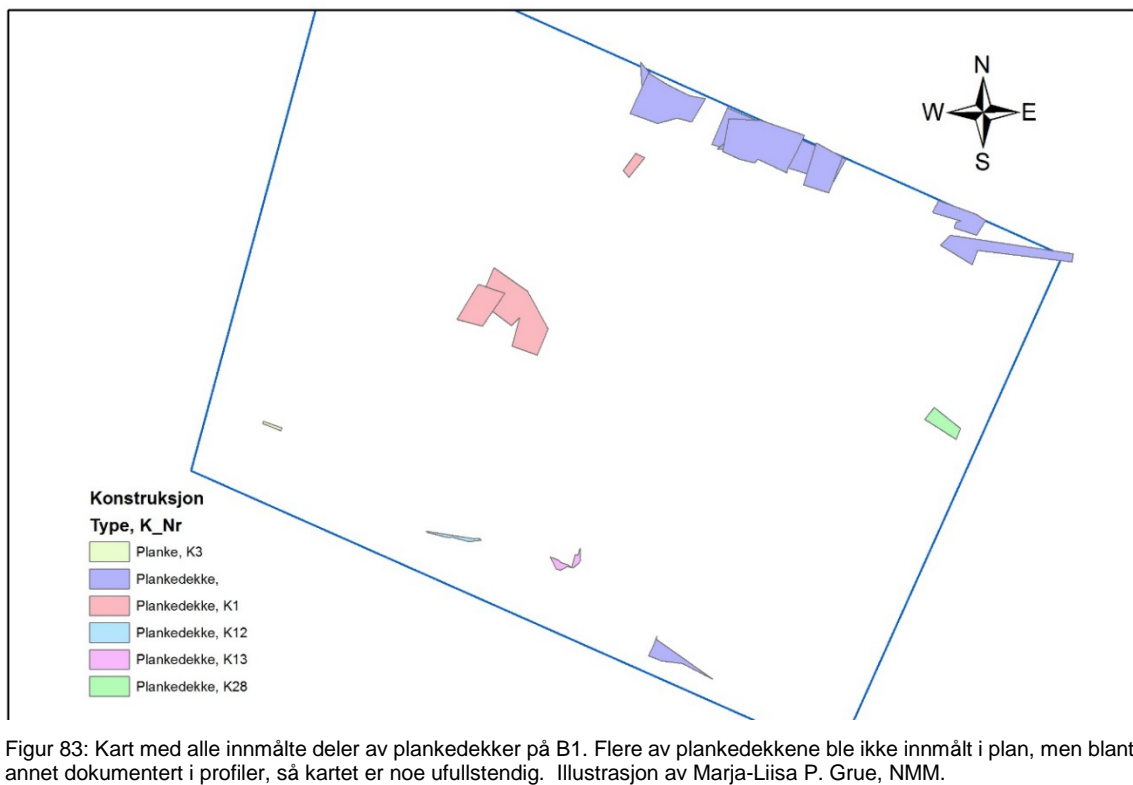 N
W E
S
Konstruksjon
Type, K_Nr
Planke, K3
Plankedekke,
Plankedekke, K1
Plankedekke, K12
Plankedekke, K13
Plankedekke, K28
Figur 83: Kart med alle innmålte deler av plankedekker på B1. Flere av plankedekkene ble ikke innmålt i plan, men blant
annet dokumentert i profiler, så kartet er noe ufullstendig. Illustrasjon av Marja-Liisa P. Grue, NMM.